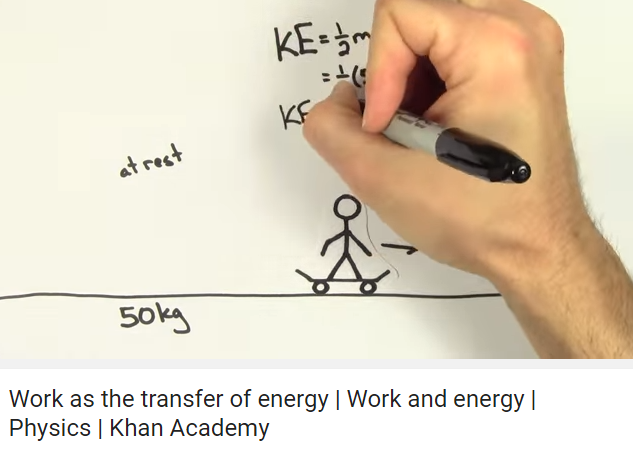 KE=½m
=½(
KE
at rest
50kg
Work as the transfer of energy | Work and energy |
Physics | Khan Academy